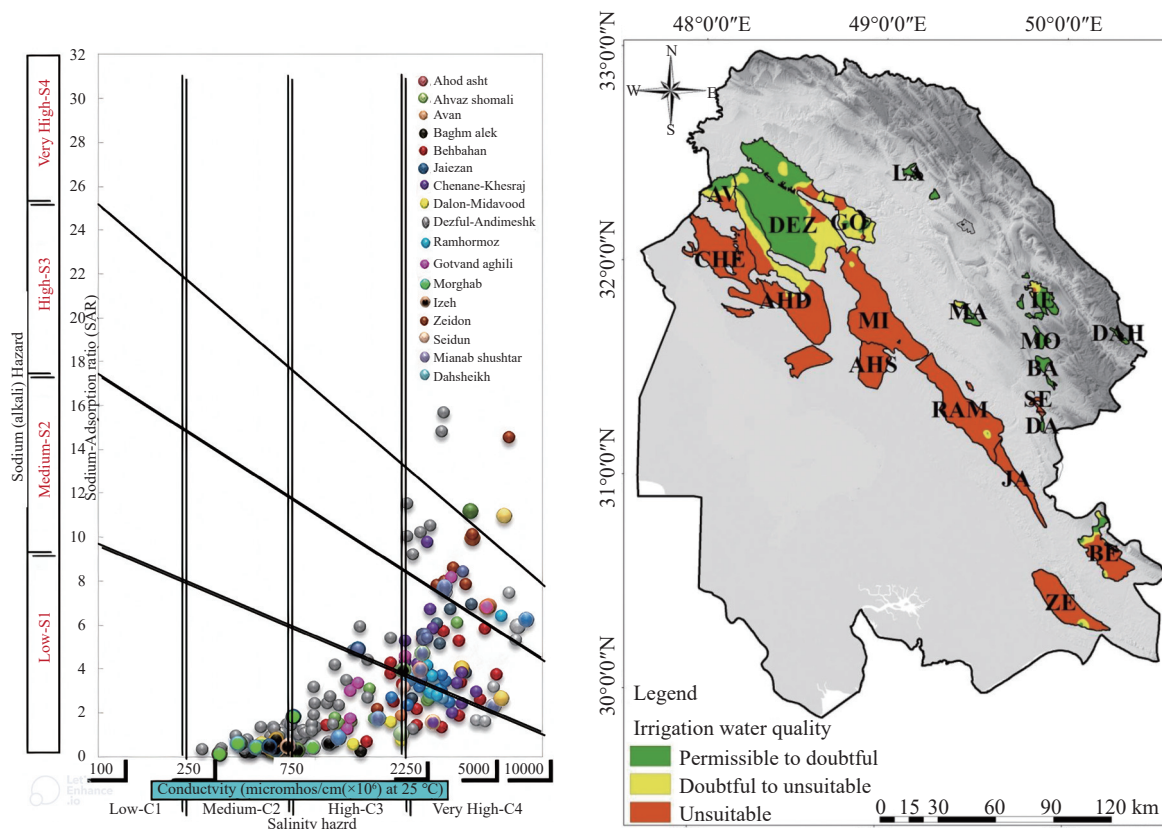 32
30
28
26
24
22
20
18
16
14
12
10
8
6
4
2
0
Sodium (alkali) Hazard
Very High-S4
High-S3
Medium-S2
Low-S1
Sodium-Adsorption ratio (SAR)
Ahod asht
Ahvaz shomali
Avan
Baghm alek
Behbahan
Jaiezan
Chenane-Khesraj
Dalon-Midavood
Dezful-Andimeshk
Ramhormoz
Gotvand aghili
Morghab
Izeh
Zeidon
Seidun
Mianab shushtar
Dahsheikh
100 250 750 2250 5000 10000
Conductvity (micromhos/cm(×10⁶) at 25 °C)
Low-C1 Medium-C2 High-C3 Very High-C4
Salinity hazrd
Let's
Enhance
.io
48°0′0″E 49°0′0″E 50°0′0″E
33°0′0″N
32°0′0″N
31°0′0″N
30°0′0″N
N
W E
S
LA
AV
DEZ
GO
CHE
AHD
MI
AHS
MA
IE
MO
DAH
BA
SE
DA
RAM
JA
BE
ZE
Legend
Irrigation water quality
Permissible to doubtful
Doubtful to unsuitable
Unsuitable
0 15 30 60 90 120 km